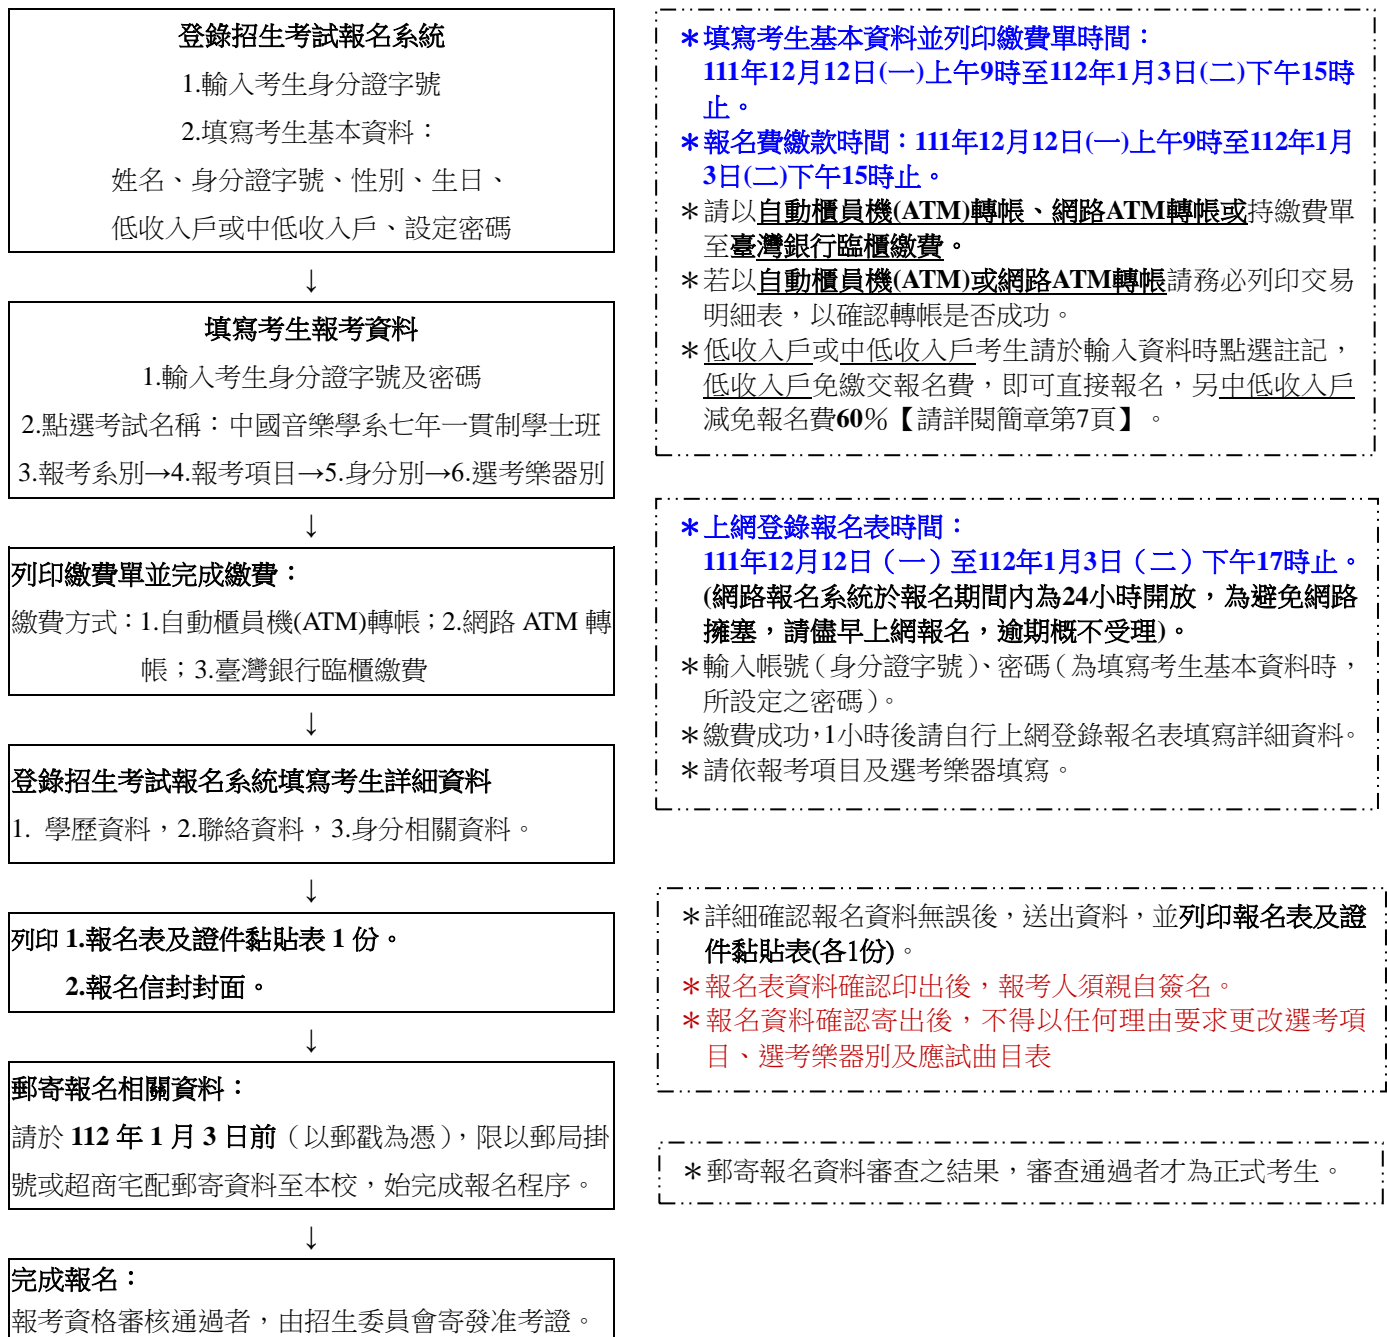 登錄招生考試報名系統
1.輸入考生身分證字號
2.填寫考生基本資料：
姓名、身分證字號、性別、生日、
低收入戶或中低收入戶、設定密碼
↓
填寫考生報考資料
1.輸入考生身分證字號及密碼
2.點選考試名稱：中國音樂學系七年一貫制學士班
3.報考系別→4.報考項目→5.身分別→6.選考樂器別
↓
列印繳費單並完成繳費：
繳費方式：1.自動櫃員機(ATM)轉帳；2.網路 ATM 轉
帳；3.臺灣銀行臨櫃繳費
↓
登錄招生考試報名系統填寫考生詳細資料
1. 學歷資料，2.聯絡資料，3.身分相關資料。
↓
列印 1.報名表及證件黏貼表 1 份。
2.報名信封封面。
↓
郵寄報名相關資料：
請於 112 年 1 月 3 日前（以郵戳為憑），限以郵局掛
號或超商宅配郵寄資料至本校，始完成報名程序。
↓
完成報名：
報考資格審核通過者，由招生委員會寄發准考證。
＊填寫考生基本資料並列印繳費單時間：
111年12月12日(一)上午9時至112年1月3日(二)下午15時
止。
＊報名費繳款時間：111年12月12日(一)上午9時至112年1月
3日(二)下午15時止。
＊請以自動櫃員機(ATM)轉帳、網路ATM轉帳或持繳費單
至臺灣銀行臨櫃繳費。
＊若以自動櫃員機(ATM)或網路ATM轉帳請務必列印交易
明細表，以確認轉帳是否成功。
＊低收入戶或中低收入戶考生請於輸入資料時點選註記，
低收入戶免繳交報名費，即可直接報名，另中低收入戶
減免報名費60%【請詳閱簡章第7頁】。
＊上網登錄報名表時間：
111年12月12日（一）至112年1月3日（二）下午17時止。
(網路報名系統於報名期間內為24小時開放，為避免網路
擁塞，請儘早上網報名，逾期概不受理)。
＊輸入帳號（身分證字號）、密碼（為填寫考生基本資料時，
所設定之密碼）。
＊繳費成功，1小時後請自行上網登錄報名表填寫詳細資料。
＊請依報考項目及選考樂器填寫。
＊詳細確認報名資料無誤後，送出資料，並列印報名表及證
件黏貼表(各1份)。
＊報名表資料確認印出後，報考人須親自簽名。
＊報名資料確認寄出後，不得以任何理由要求更改選考項
目、選考樂器別及應試曲目表
＊郵寄報名資料審查之結果，審查通過者才為正式考生。